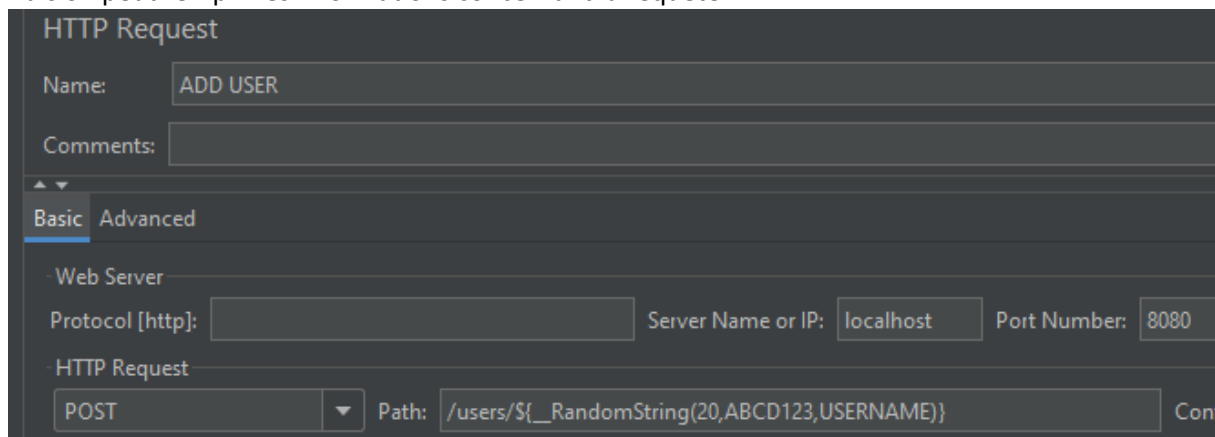 HTTP Request
Name: ADD USER
Comments:
Basic Advanced
Web Server
Protocol [http]: Server Name or IP: localhost Port Number: 8080
HTTP Request
POST Path: /users/${__RandomString(20,ABCD123,USERNAME)}